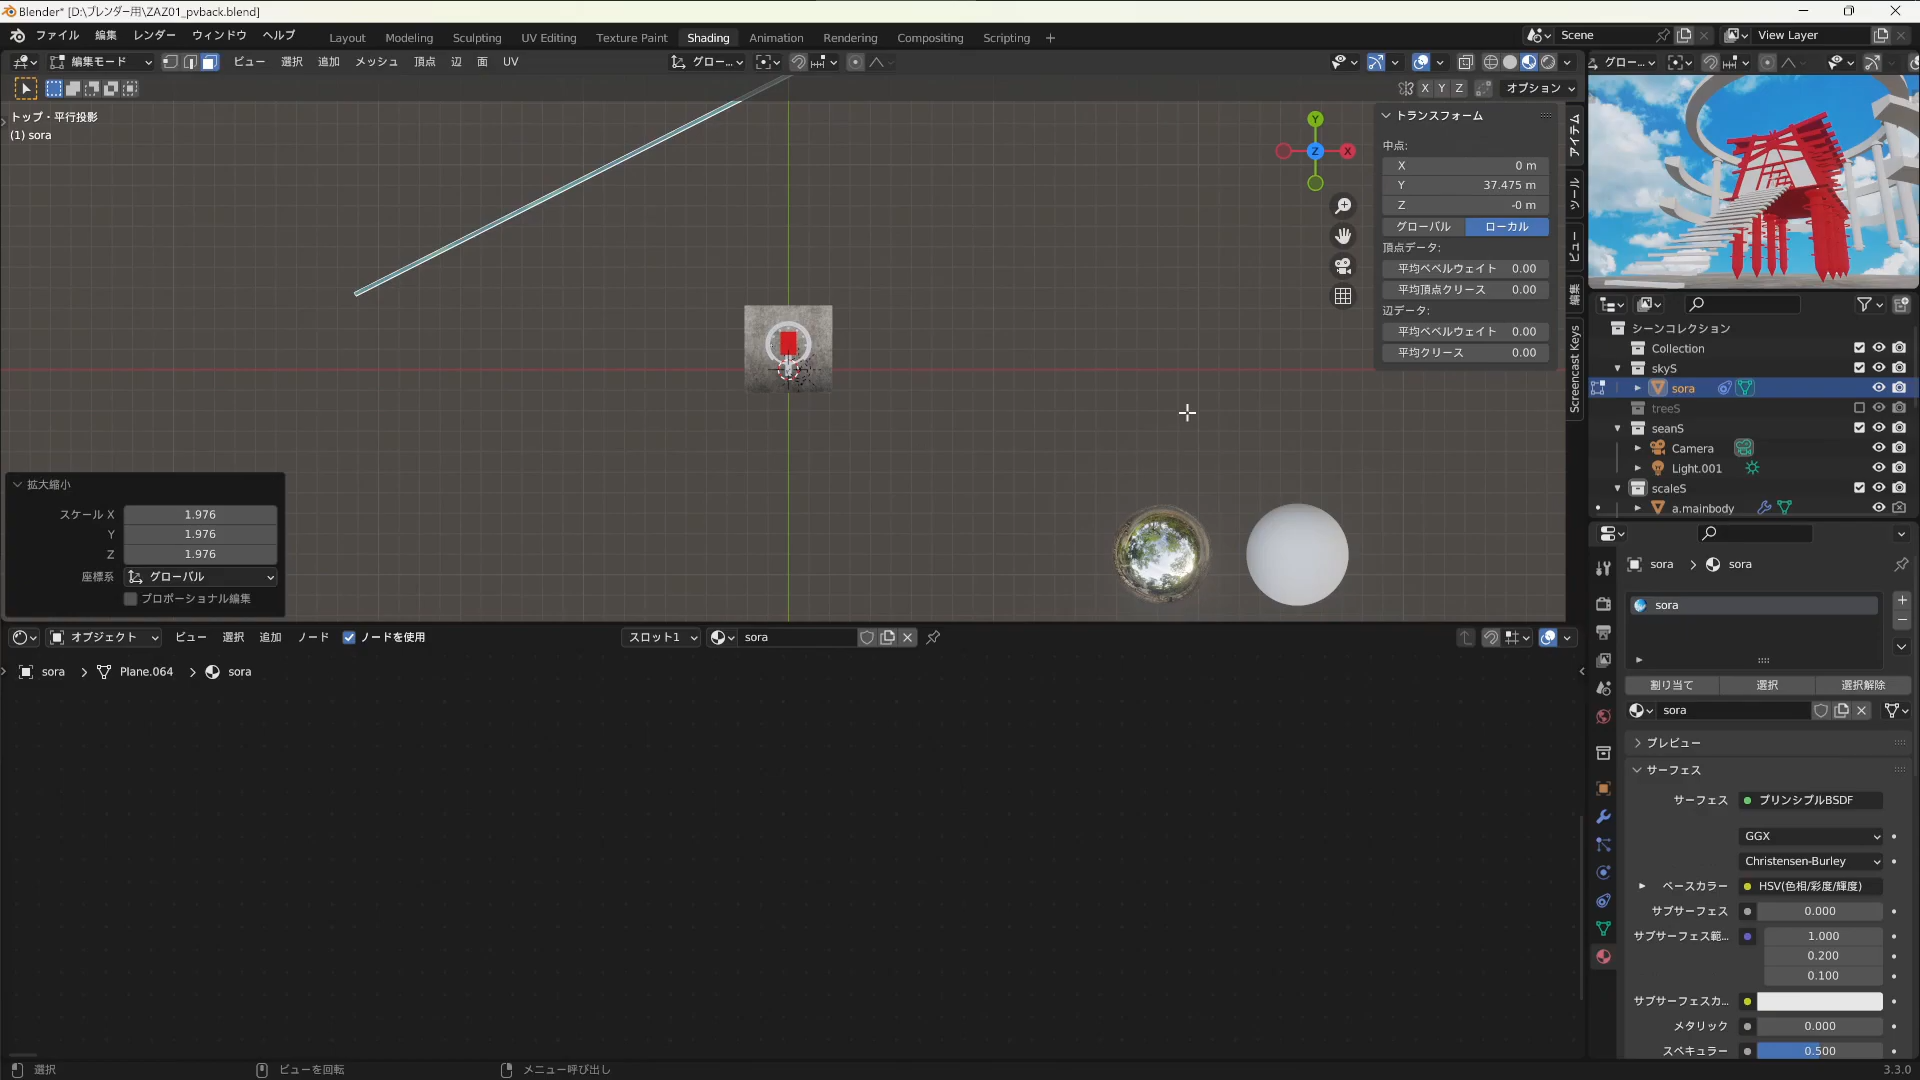 Blender* [D:\ブレンダー用\ZAZ01_pvback.blend]
ファイル 編集 レンダー ウィンドウ ヘルプ Layout Modeling Sculpting UV Editing Texture Paint Shading Animation Rendering Compositing Scripting Scene View Layer
編集モード ビュー 選択 追加 メッシュ 頂点 辺 面 UV グロー... グロー...
X Y Z オプション
トップ・平行投影
(1) sora
Y
X
Z
トランスフォーム
中点:
X 0 m
Y 37.475 m
Z -0 m
グローバル ローカル
頂点データ:
平均ベベルウェイト 0.00
平均頂点クリース 0.00
辺データ:
平均ベベルウェイト 0.00
平均クリース 0.00
アイテム
ツール
ビュー
編集
Screencast Keys
シーンコレクション
Collection
skyS
sora
treeS
seanS
Camera
Light.001
scaleS
a.mainbody
拡大縮小
スケール X 1.976
Y 1.976
Z 1.976
座標系 グローバル
プロポーショナル編集
オブジェクト ビュー 選択 追加 ノード ノードを使用 スロット1 sora
sora Plane.064 sora
sora sora
sora
割り当て 選択 選択解除
sora
プレビュー
サーフェス
サーフェス プリンシプルBSDF
GGX
Christensen-Burley
ベースカラー HSV(色相/彩度/輝度)
サブサーフェス 0.000
サブサーフェス範... 1.000
0.200
0.100
サブサーフェスカ...
メタリック 0.000
スペキュラー 0.500
選択 ビューを回転 メニュー呼び出し 3.3.0